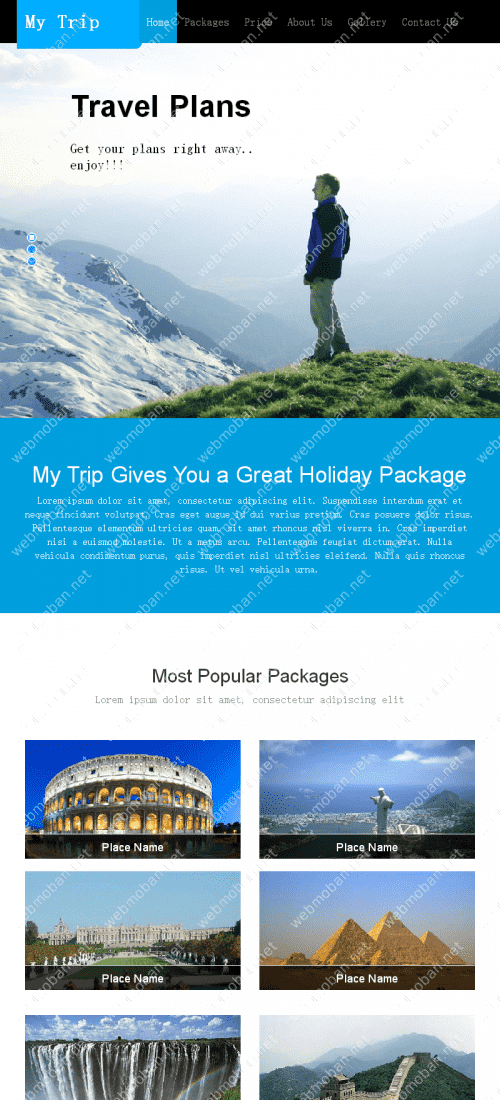 My Trip
Home Packages Price About Us Gallery Contact Us
Travel Plans
Get your plans right away..
enjoy!!!
My Trip Gives You a Great Holiday Package
Lorem ipsum dolor sit amet, consectetur adipiscing elit. Suspendisse interdum erat et
neque tincidunt volutpat. Cras eget augue id dui varius pretium. Cras posuere dolor risus.
Pellentesque elementum ultricies quam, sit amet rhoncus nisl viverra in. Cras imperdiet
nisi a euismod molestie. Ut a metus arcu. Pellentesque feugiat dictum erat. Nulla
vehicula condimentum purus, quis imperdiet nisl ultricies eleifend. Nulla quis rhoncus
risus. Ut vel vehicula urna.
Most Popular Packages
Lorem ipsum dolor sit amet, consectetur adipiscing elit
Place Name
Place Name
Place Name
Place Name
webmoban.net